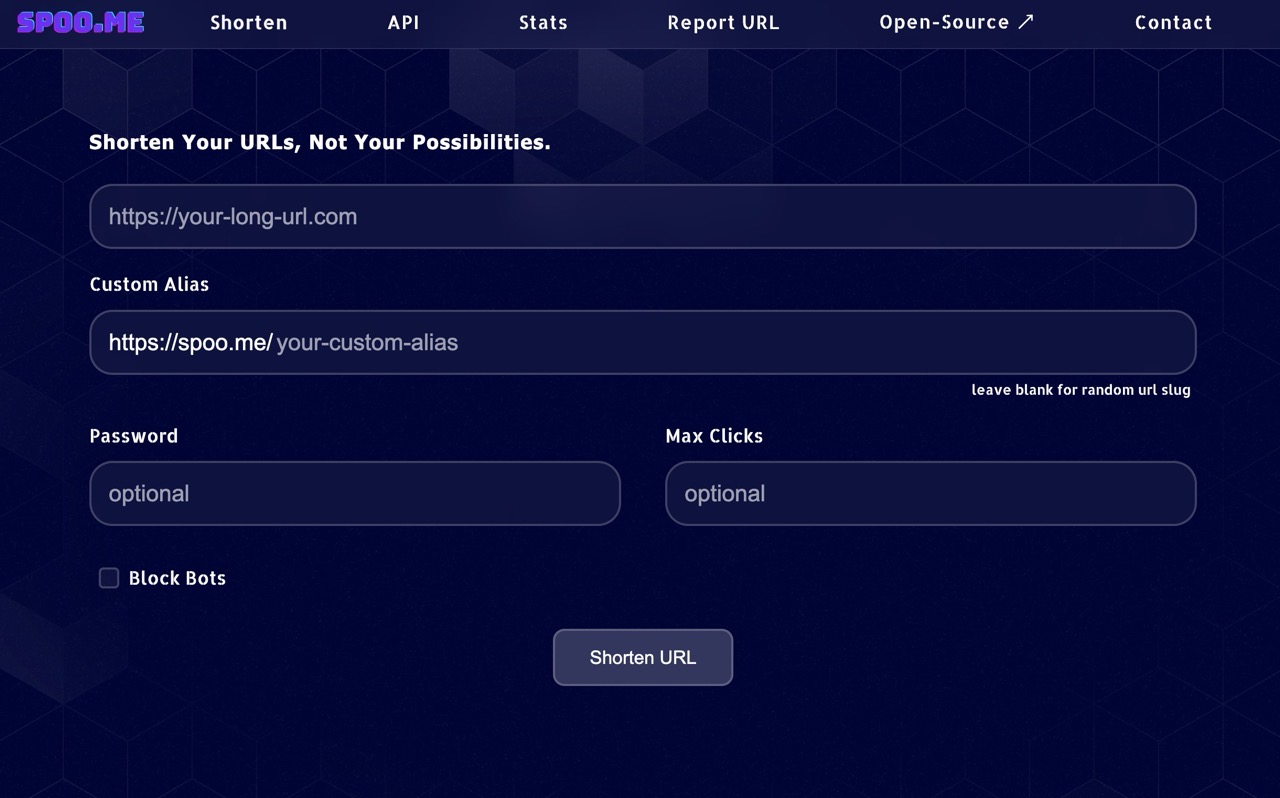 SPOO.ME Shorten API Stats Report URL Open-Source ↗ Contact
Shorten Your URLs, Not Your Possibilities.
https://your-long-url.com
Custom Alias
https://spoo.me/ your-custom-alias
leave blank for random url slug
Password Max Clicks
optional optional
Block Bots
Shorten URL